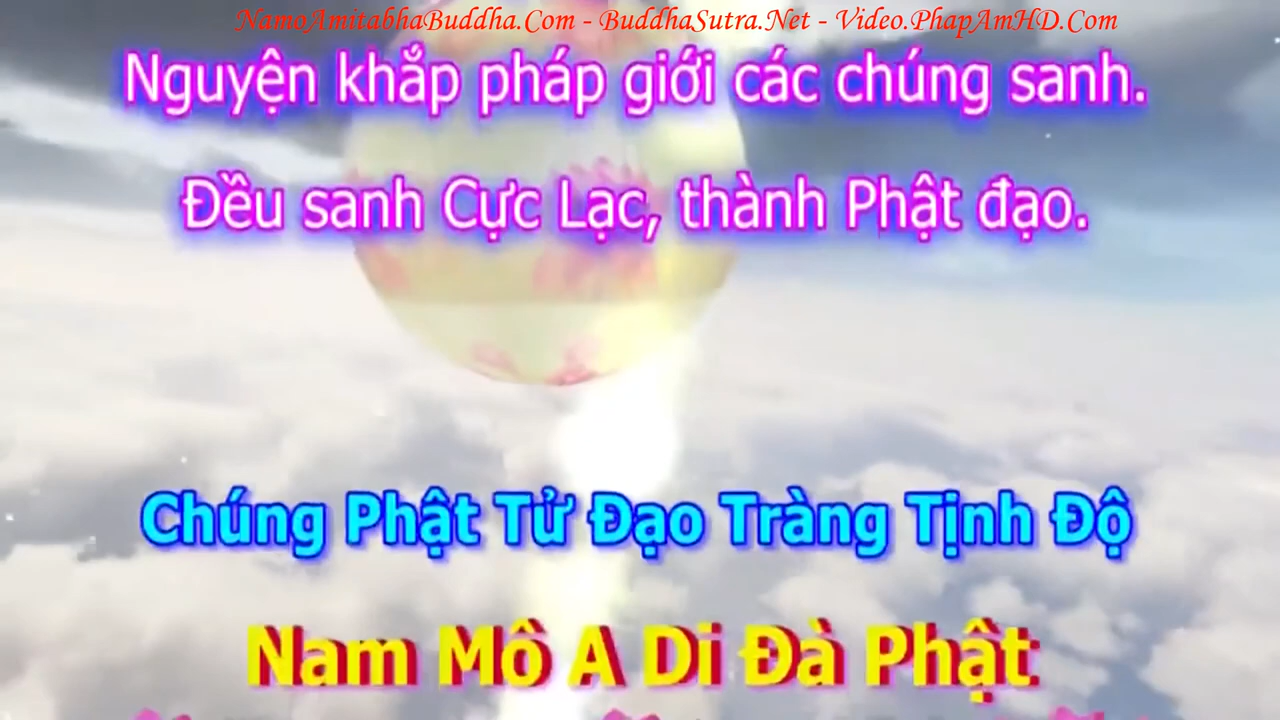 NamoAmitabhaBuddha.Com - BuddhaSutra.Net - Video.PhapAmHD.Com
Nguyện khắp pháp giới các chúng sanh.
Đều sanh Cực Lạc, thành Phật đạo.
Chúng Phật Tử Đạo Tràng Tịnh Độ
Nam Mô A Di Đà Phật